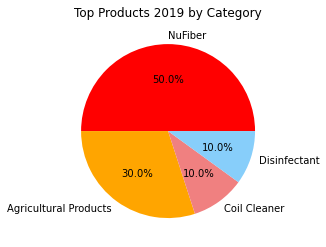 Top Products 2019 by Category
NuFiber
50.0%
10.0%
Disinfectant
30.0%
10.0%
Agricultural Products
Coil Cleaner